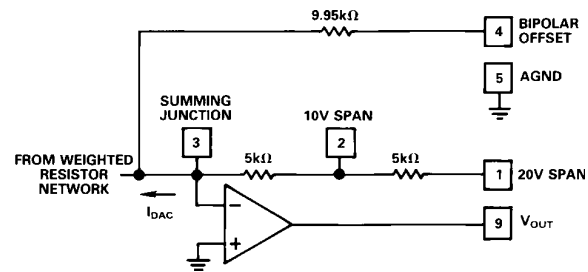 9.95kΩ
4
BIPOLAR
OFFSET
5
AGND
SUMMING
JUNCTION
10V SPAN
3
2
FROM WEIGHTED
RESISTOR
NETWORK
5kΩ
5kΩ
1
20V SPAN
IDAC
−
+
9
VOUT